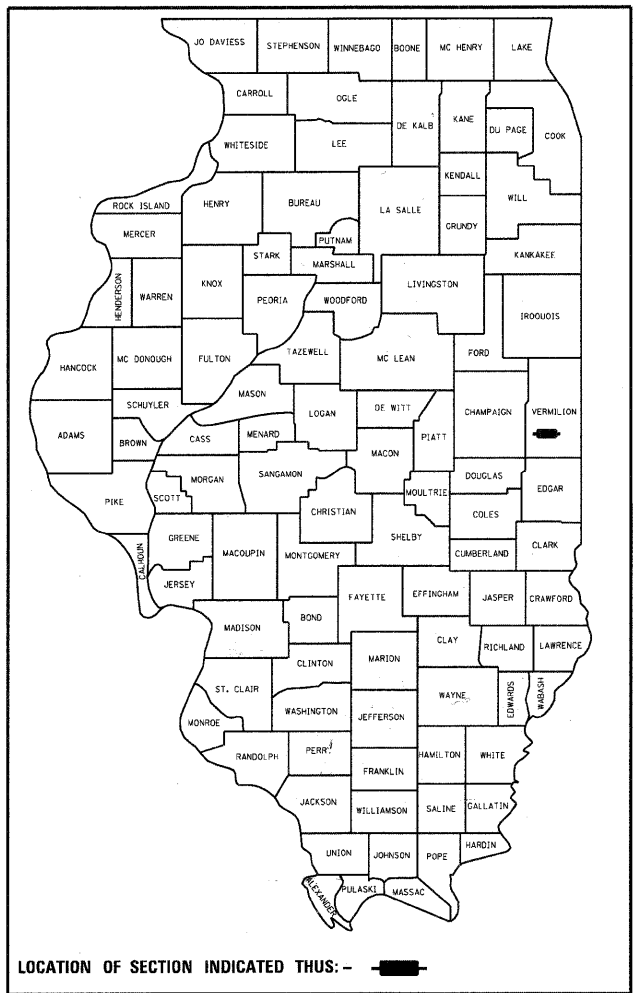 JO DAVIESS STEPHENSON WINNEBAGO BOONE MC HENRY LAKE
CARROLL OGLE DE KALB KANE DU PAGE COOK
WHITESIDE LEE
KENDALL WILL
ROCK ISLAND HENRY BUREAU LA SALLE GRUNDY
MERCER PUTNAM
STARK MARSHALL KANKAKEE
HENDERSON WARREN KNOX PEORIA WOODFORD LIVINGSTON IROQUOIS
HANCOCK MC DONOUGH FULTON TAZEWELL MC LEAN FORD
MASON
SCHUYLER LOGAN DE WITT CHAMPAIGN VERMILION
ADAMS BROWN CASS MENARD PIATT
MACON
PIKE SCOTT MORGAN SANGAMON MOULTRIE DOUGLAS EDGAR
CHRISTIAN COLES
CALHOUN GREENE MACOUPIN MONTGOMERY SHELBY CUMBERLAND CLARK
JERSEY FAYETTE EFFINGHAM JASPER CRAWFORD
MADISON BOND
CLAY RICHLAND LAWRENCE
CLINTON MARION
ST. CLAIR WAYNE EDWARDS WABASH
MONROE WASHINGTON JEFFERSON
RANDOLPH PERRY HAMILTON WHITE
FRANKLIN
JACKSON WILLIAMSON SALINE GALLATIN
UNION JOHNSON POPE HARDIN
ALEXANDER PULASKI MASSAC
LOCATION OF SECTION INDICATED THUS: -